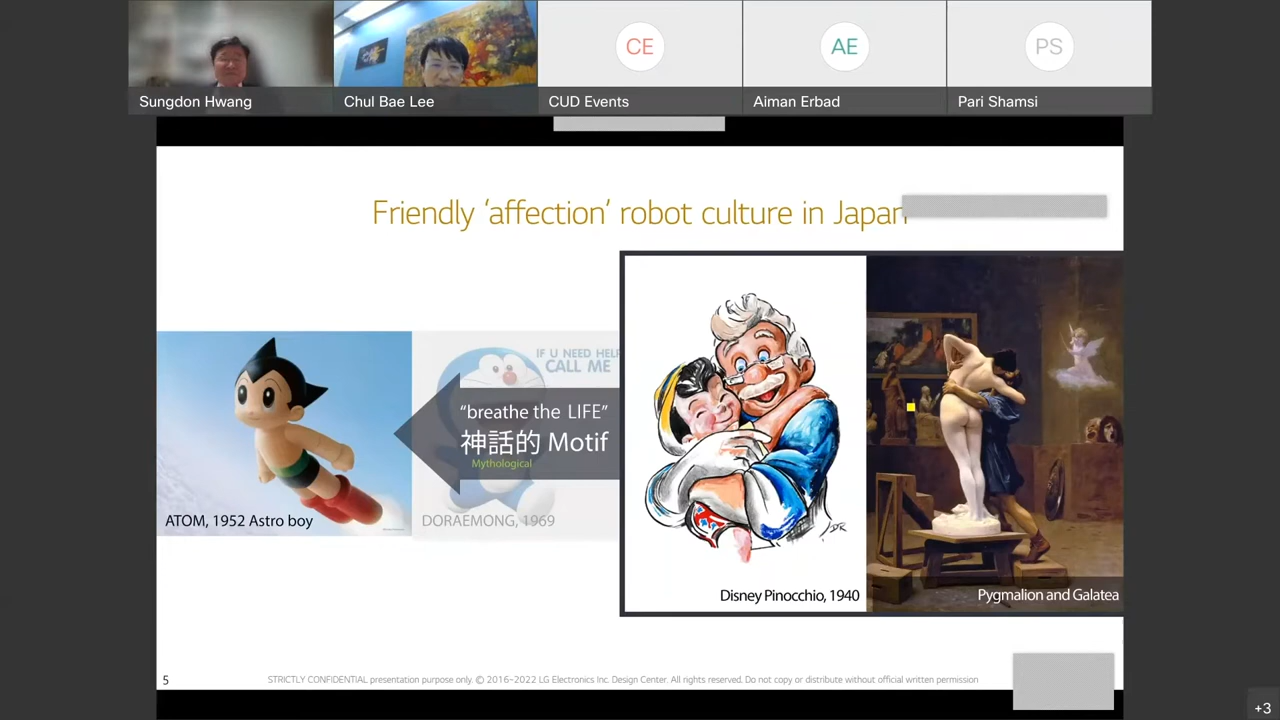 CE
AE
PS
Sungdon Hwang
Chul Bae Lee
CUD Events
Aiman Erbad
Pari Shamsi
Friendly ‘affection’ robot culture in Japan
IF U NEED HELP
CALL ME
“breathe the LIFE”
神話的 Motif
Mythological
ATOM, 1952 Astro boy
DORAEMONG, 1969
DR
Disney Pinocchio, 1940
Pygmalion and Galatea
5
STRICTLY CONFIDENTIAL presentation purpose only. © 2016~2022 LG Electronics Inc. Design Center. All rights reserved. Do not copy or distribute without official written permission
+3